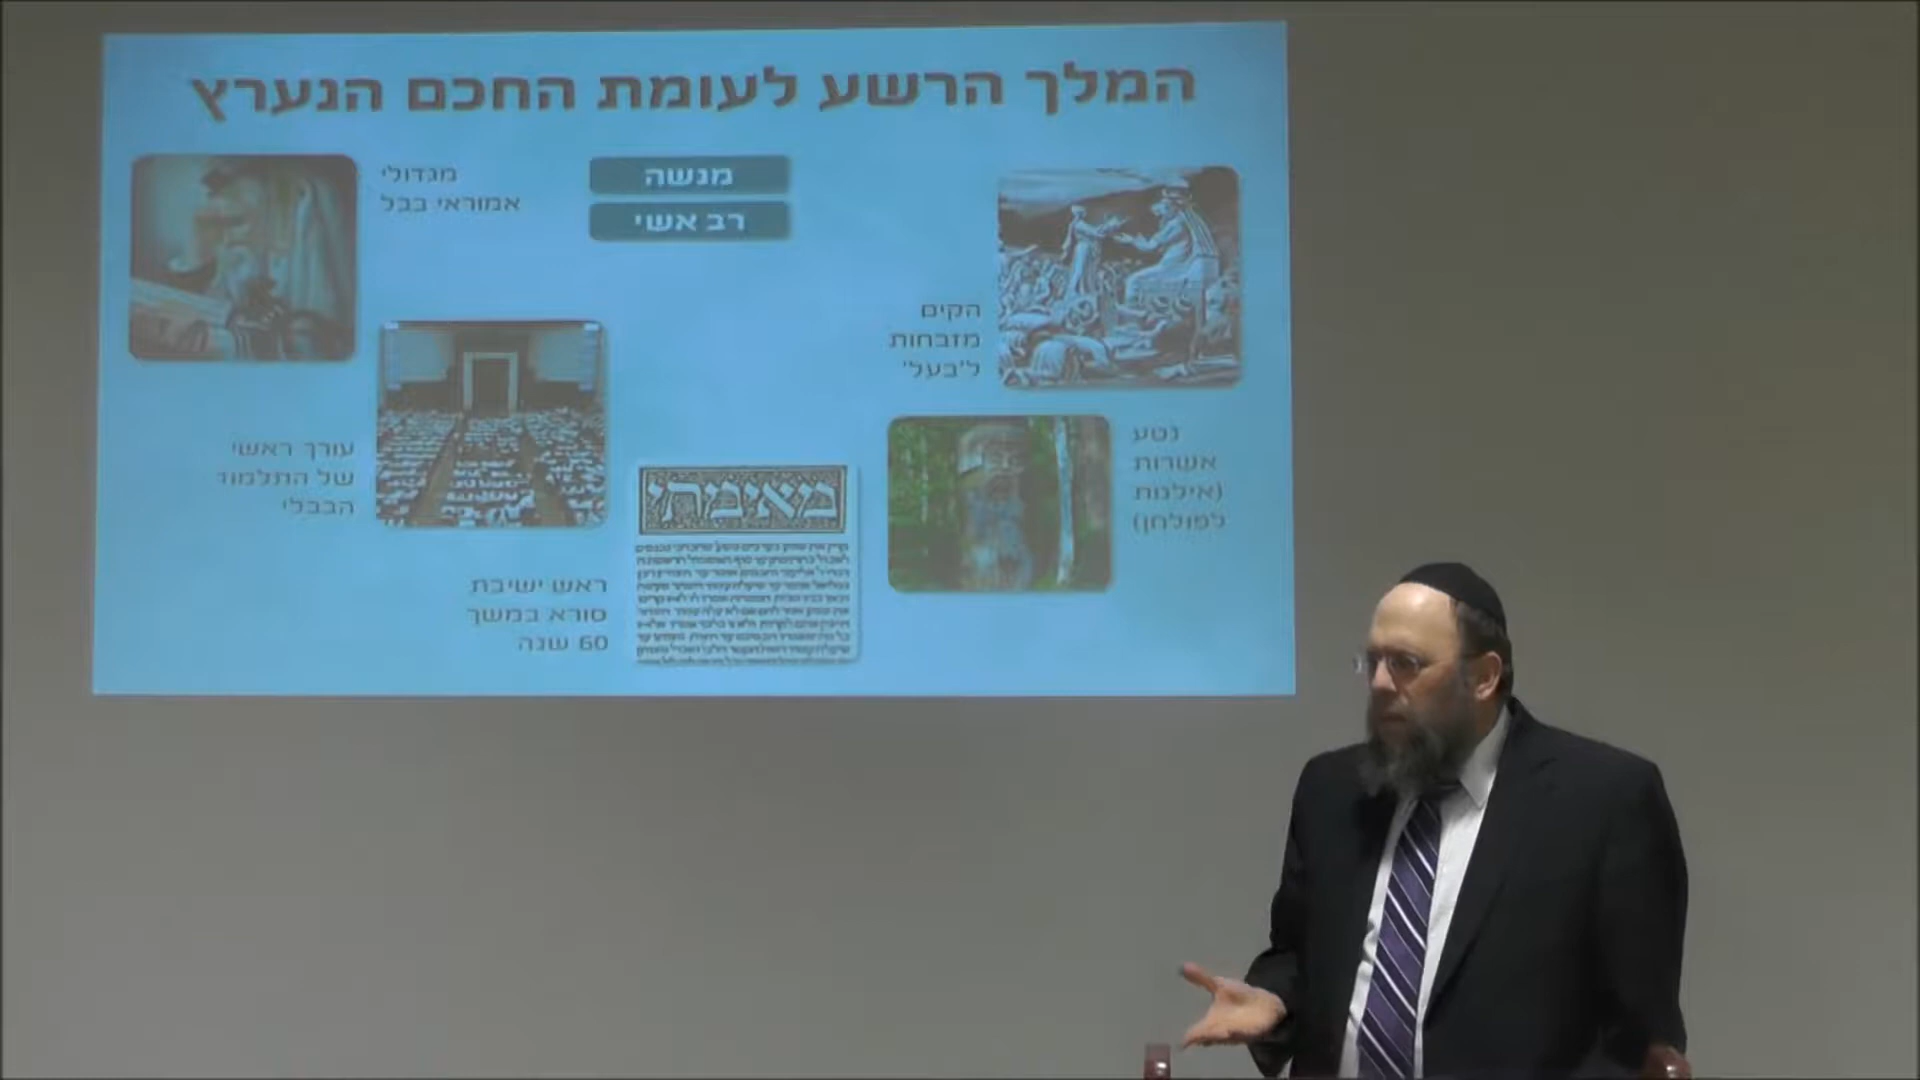 המלך הרשע לעומת החכם הנערץ
מנשה
רב אשי
הקים
מזבחות
ל'בעל'
נטע
אשרות
(אילנות
לפולחן)
מגדולי
אמוראי בבל
עורך ראשי
של התלמוד
הבבלי
ראש ישיבת
סורא במשך
60 שנה
מאימתי